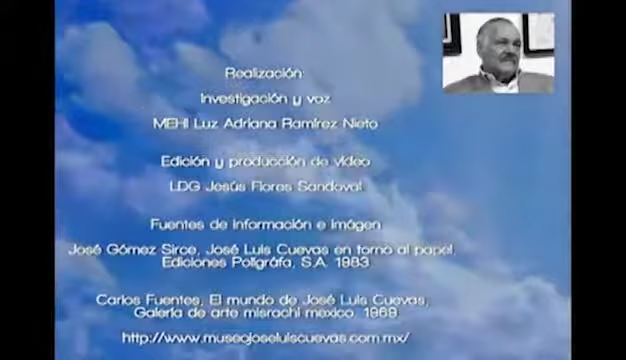 Realización:
Investigación y voz
MEHI Luz Adriana Ramírez Nieto
Edición y producción de video
LDG Jesús Flores Sandoval
Fuentes de información e imágen
José Gómez Sirce, José Luis Cuevas en torno al papel,
Ediciones Polígrafa, S.A. 1983
Carlos Fuentes, El mundo de José Luis Cuevas,
Galería de arte misrachi mexico, 1969
http://www.museojoseluiscuevas.com.mx/